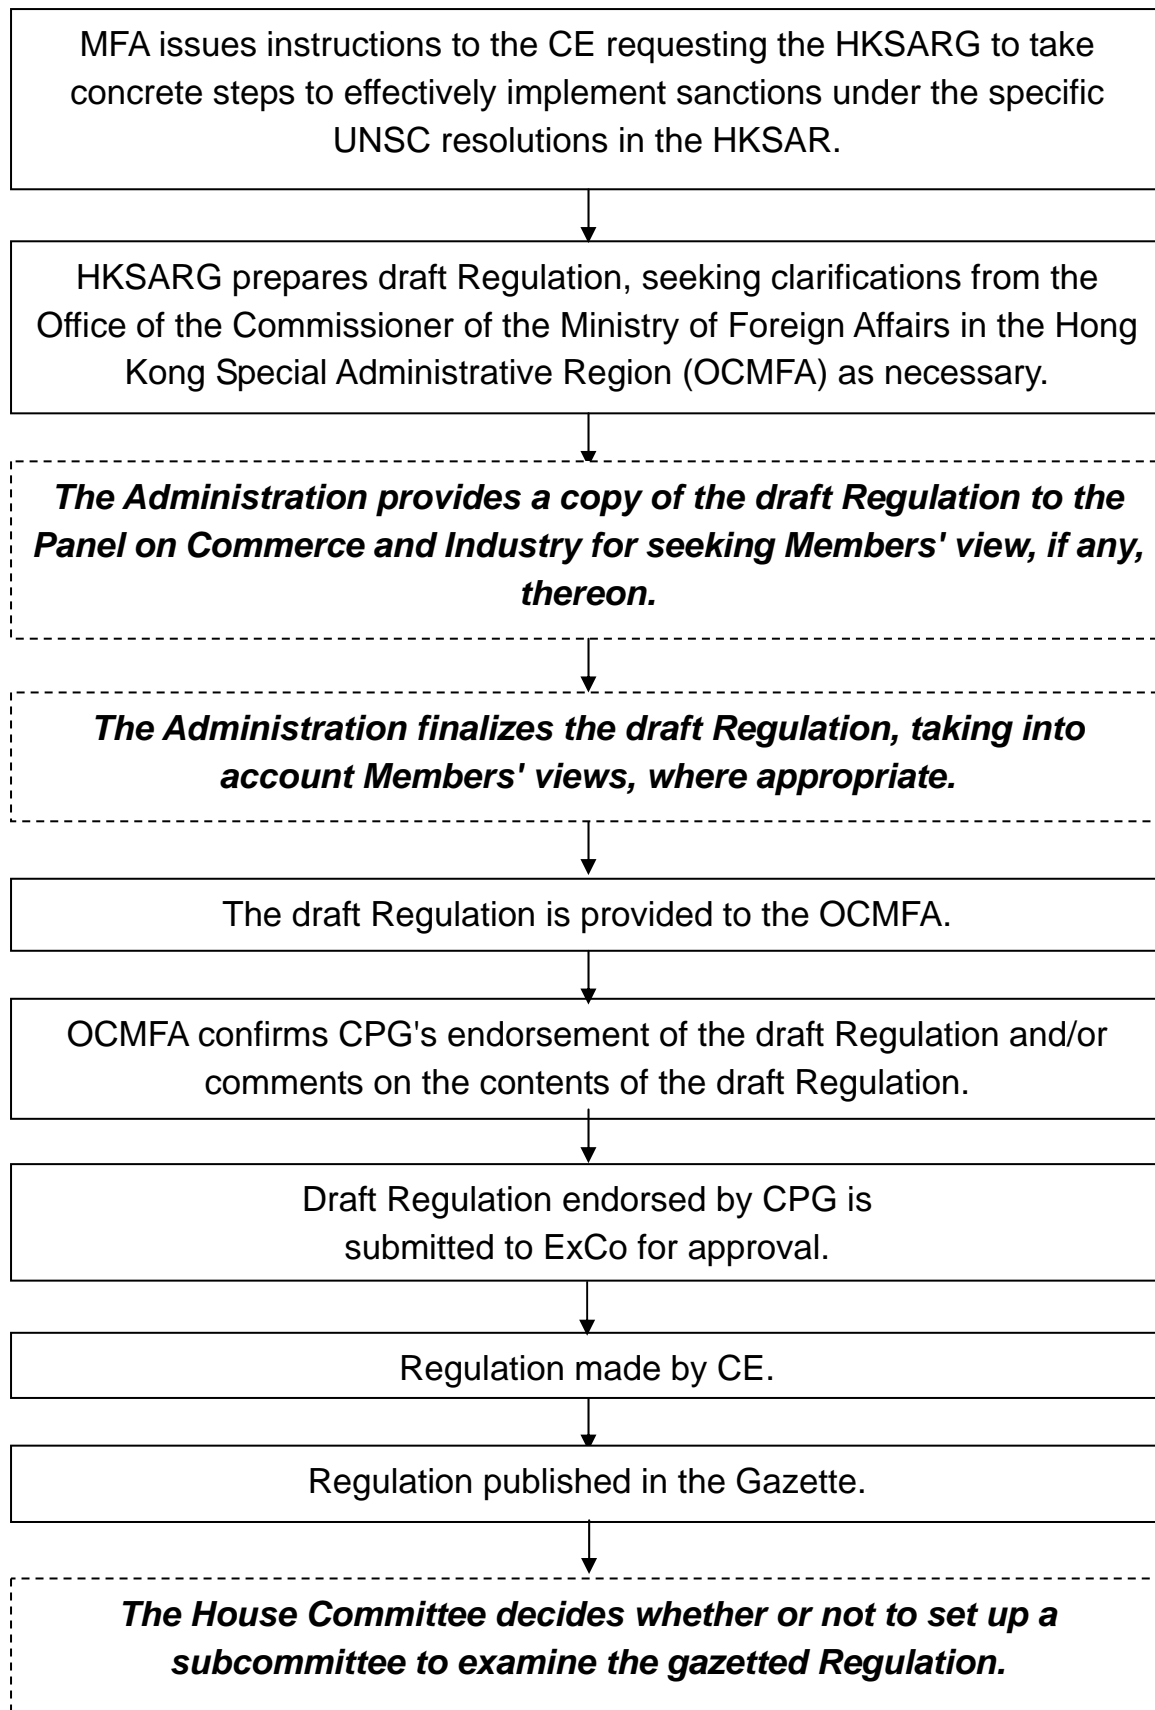 MFA issues instructions to the CE requesting the HKSARG to take
concrete steps to effectively implement sanctions under the specific
UNSC resolutions in the HKSAR.
HKSARG prepares draft Regulation, seeking clarifications from the
Office of the Commissioner of the Ministry of Foreign Affairs in the Hong
Kong Special Administrative Region (OCMFA) as necessary.
The Administration provides a copy of the draft Regulation to the
Panel on Commerce and Industry for seeking Members' view, if any,
thereon.
The Administration finalizes the draft Regulation, taking into
account Members' views, where appropriate.
The draft Regulation is provided to the OCMFA.
OCMFA confirms CPG's endorsement of the draft Regulation and/or
comments on the contents of the draft Regulation.
Draft Regulation endorsed by CPG is
submitted to ExCo for approval.
Regulation made by CE.
Regulation published in the Gazette.
The House Committee decides whether or not to set up a
subcommittee to examine the gazetted Regulation.